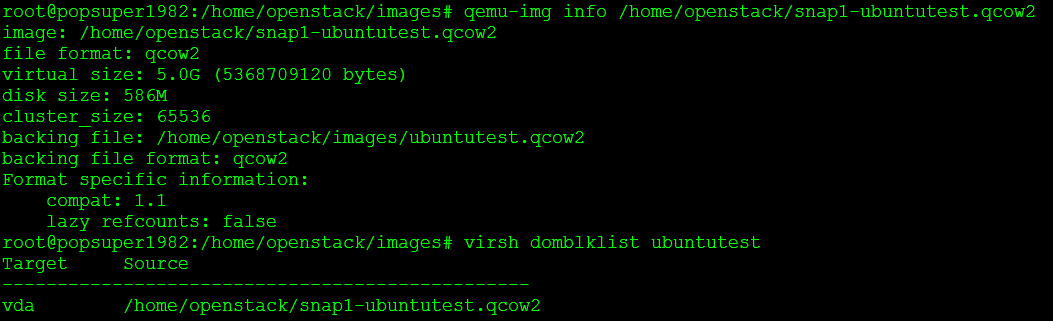 root@popsuper1982:/home/openstack/images# qemu-img info /home/openstack/snap1-ubuntutest.qcow2
image: /home/openstack/snap1-ubuntutest.qcow2
file format: qcow2
virtual size: 5.0G (5368709120 bytes)
disk size: 586M
cluster_size: 65536
backing file: /home/openstack/images/ubuntutest.qcow2
backing file format: qcow2
Format specific information:
    compat: 1.1
    lazy refcounts: false
root@popsuper1982:/home/openstack/images# virsh domblklist ubuntutest
Target     Source
------------------------------------------------
vda        /home/openstack/snap1-ubuntutest.qcow2